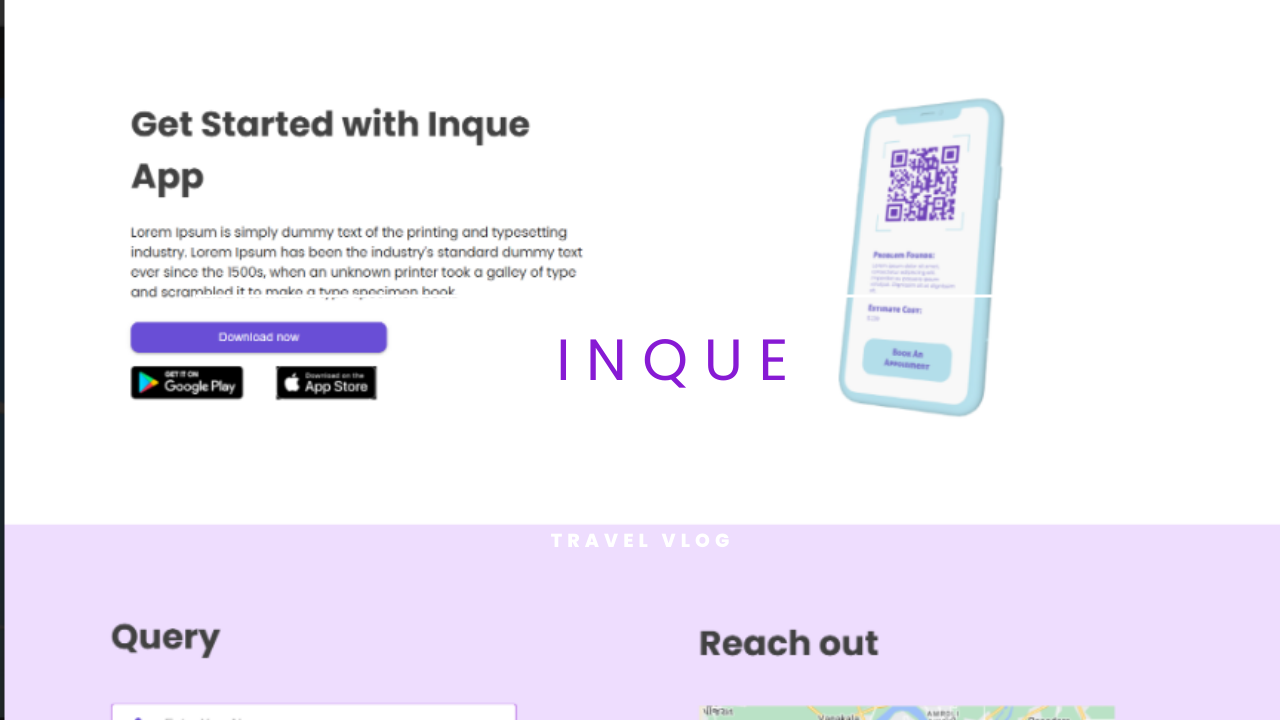 Get Started with Inque
App
Lorem Ipsum is simply dummy text of the printing and typesetting
industry. Lorem Ipsum has been the industry's standard dummy text
ever since the 1500s, when an unknown printer took a galley of type
and scrambled it to make a type specimen book.
Download now
GET IT ON
Google Play
Download on the
App Store
INQUE
Problem Found:
Estimate Cost:
Book An
Appointment
TRAVEL VLOG
Query
Reach out
Varakala
AMROLI